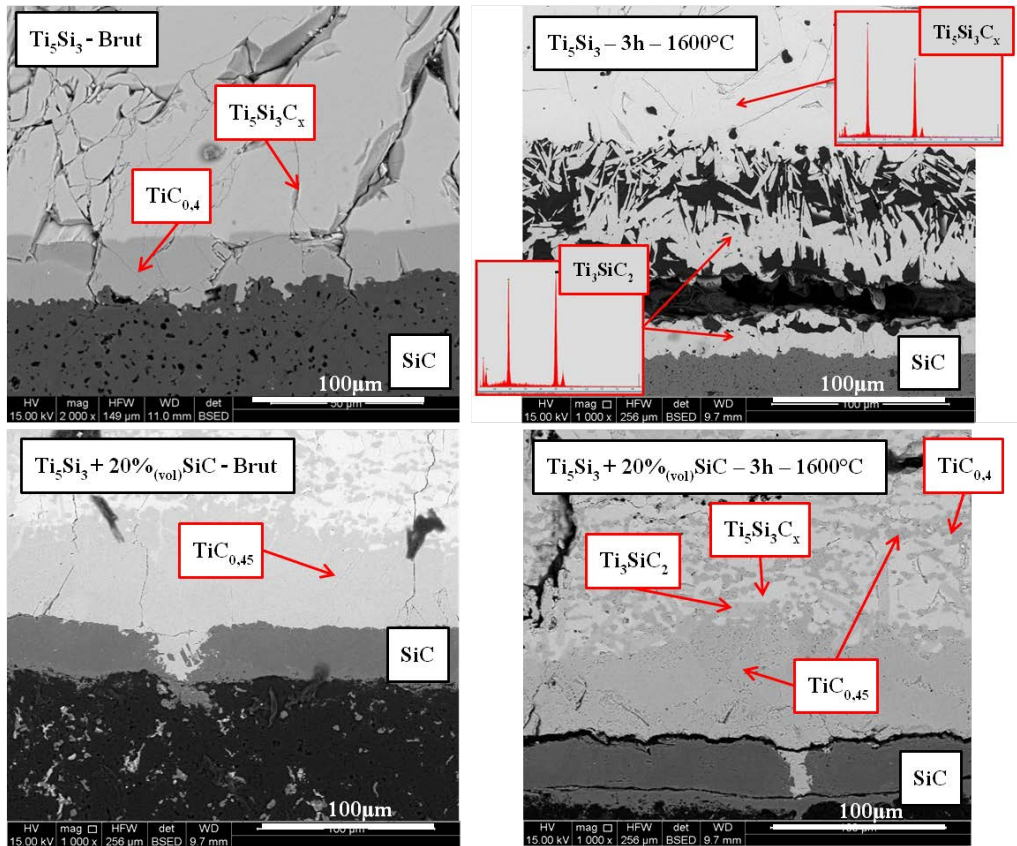 Ti₅Si₃ - Brut
Ti₅Si₃Cₓ
TiC₀,₄
SiC
100µm
HV mag □ HFW WD det
15.00 kV 2 000 x 149 µm 11.0 mm BSED
Ti₅Si₃ – 3h – 1600°C
Ti₅Si₃Cₓ
Ti₃SiC₂
SiC
100µm
HV mag □ HFW det WD
15.00 kV 1 000 x 256 µm BSED 9.7 mm
Ti₅Si₃ + 20%(vol)SiC - Brut
TiC₀,₄₅
SiC
100µm
HV mag □ HFW det WD
15.00 kV 1 000 x 256 µm BSED 9.7 mm
Ti₅Si₃ + 20%(vol)SiC – 3h – 1600°C
TiC₀,₄
Ti₅Si₃Cₓ
Ti₃SiC₂
TiC₀,₄₅
SiC
100µm
HV mag □ HFW det WD
15.00 kV 1 000 x 256 µm BSED 9.7 mm